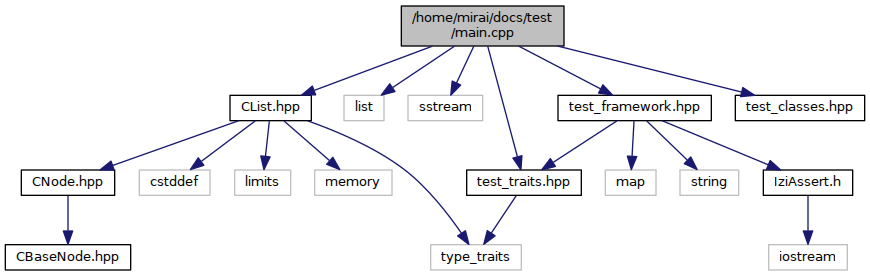 /home/mirai/docs/test
/main.cpp
CList.hpp
list
sstream
test_framework.hpp
test_classes.hpp
CNode.hpp
cstddef
limits
memory
test_traits.hpp
map
string
IziAssert.h
CBaseNode.hpp
type_traits
iostream